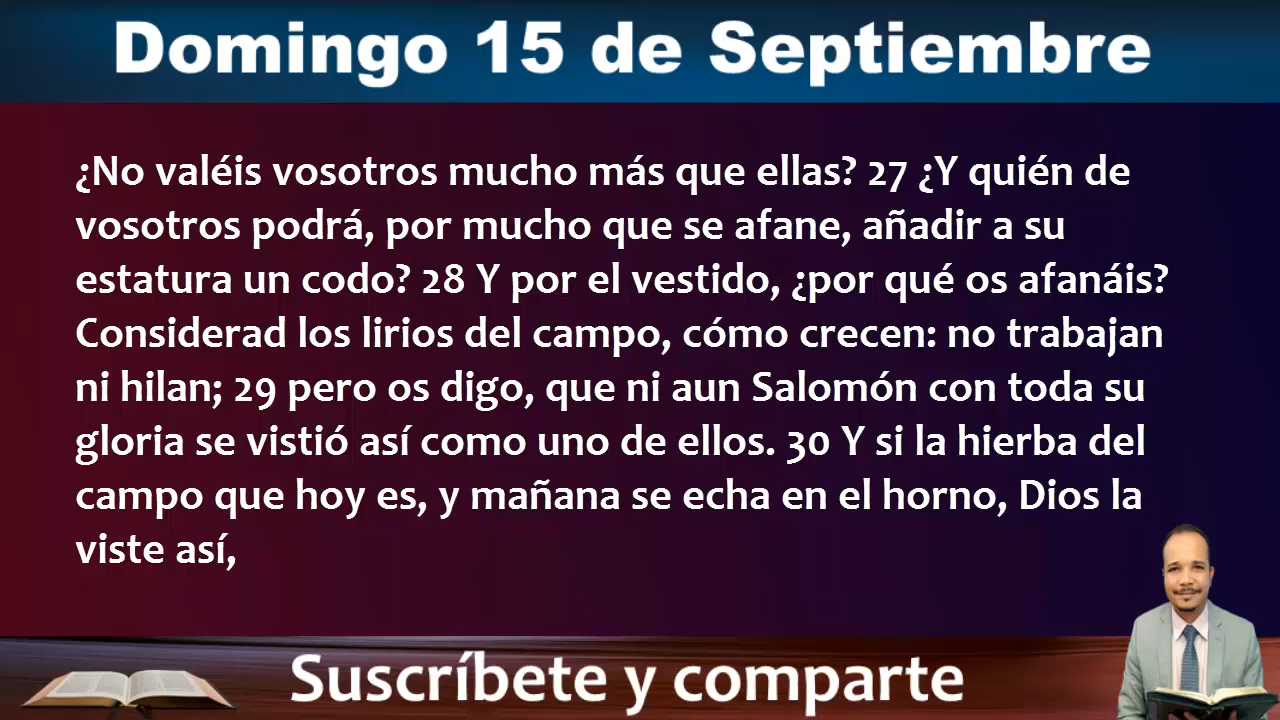 Domingo 15 de Septiembre
¿No valéis vosotros mucho más que ellas? 27 ¿Y quién de
vosotros podrá, por mucho que se afane, añadir a su
estatura un codo? 28 Y por el vestido, ¿por qué os afanáis?
Considerad los lirios del campo, cómo crecen: no trabajan
ni hilan; 29 pero os digo, que ni aun Salomón con toda su
gloria se vistió así como uno de ellos. 30 Y si la hierba del
campo que hoy es, y mañana se echa en el horno, Dios la
viste así,
Suscríbete y comparte